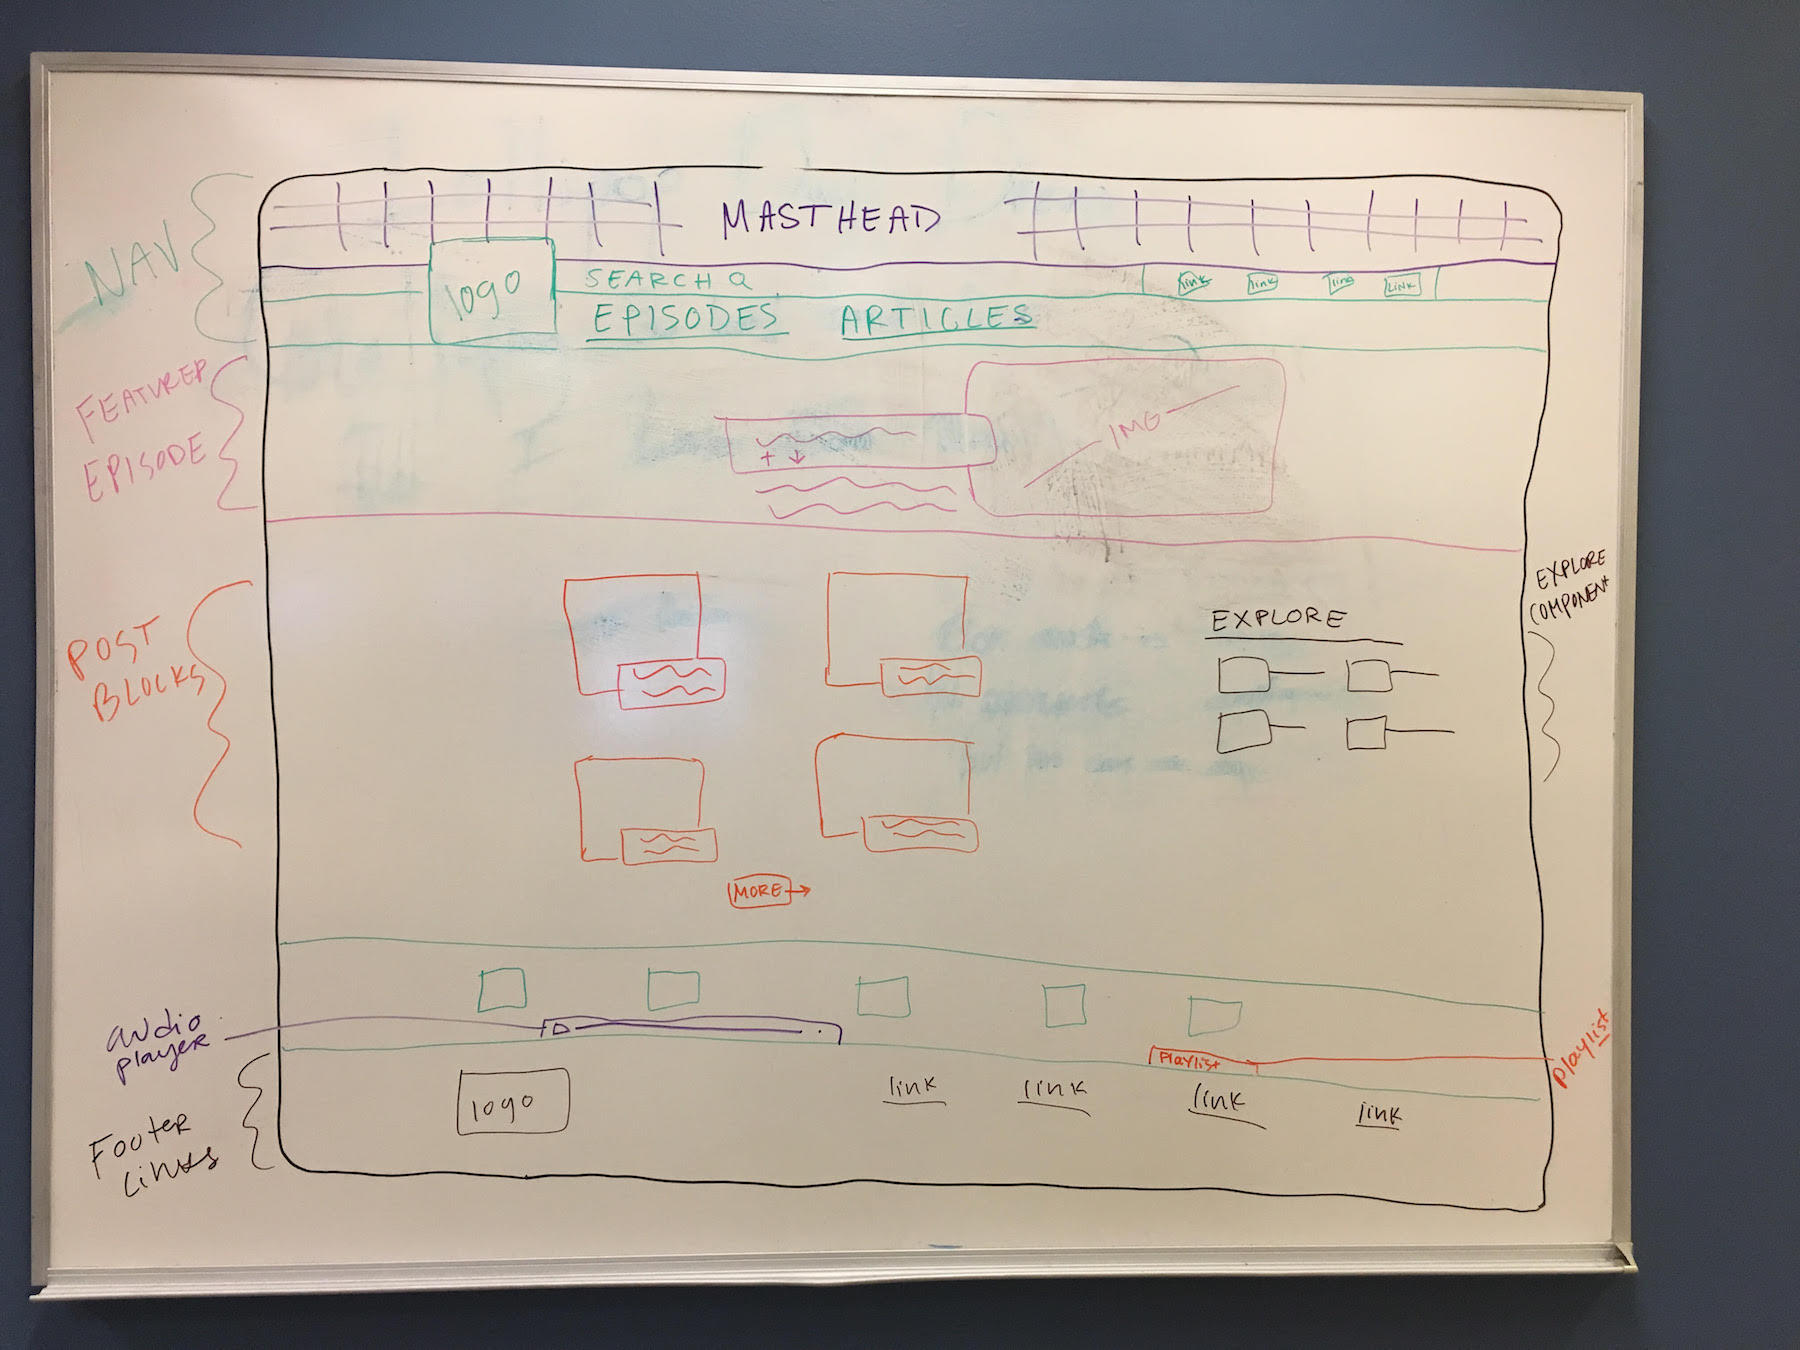 MASTHEAD
NAV
logo
SEARCH
link link link LINK
EPISODES ARTICLES
FEATURED
EPISODE
IMG
EXPLORE
COMPONENT
POST
BLOCKS
EXPLORE
MORE
audio
player
Playlist
playlist
Footer
Links
logo
link link link link